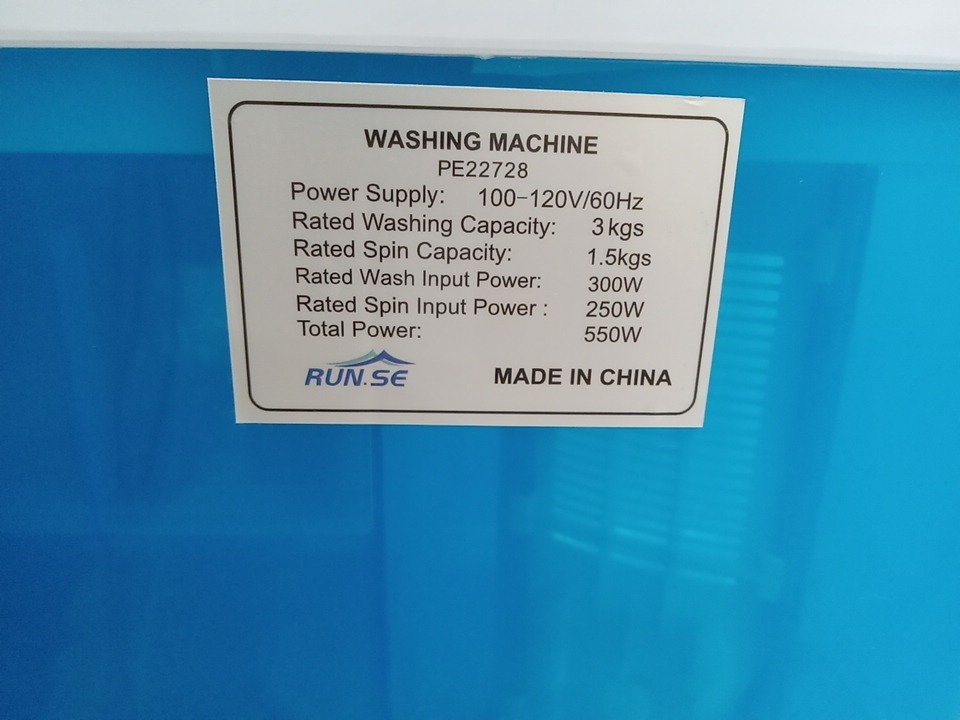 WASHING MACHINE
PE22728
Power Supply: 100-120V/60Hz
Rated Washing Capacity: 3kgs
Rated Spin Capacity: 1.5kgs
Rated Wash Input Power: 300W
Rated Spin Input Power : 250W
Total Power: 550W
RUN.SE MADE IN CHINA